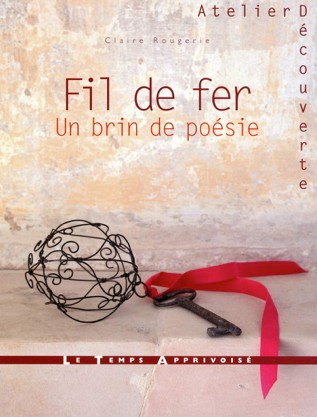 Atelier Découverte
Claire Rougerie
Fil de fer
Un brin de poésie
LE TEMPS APPRIVOISÉ